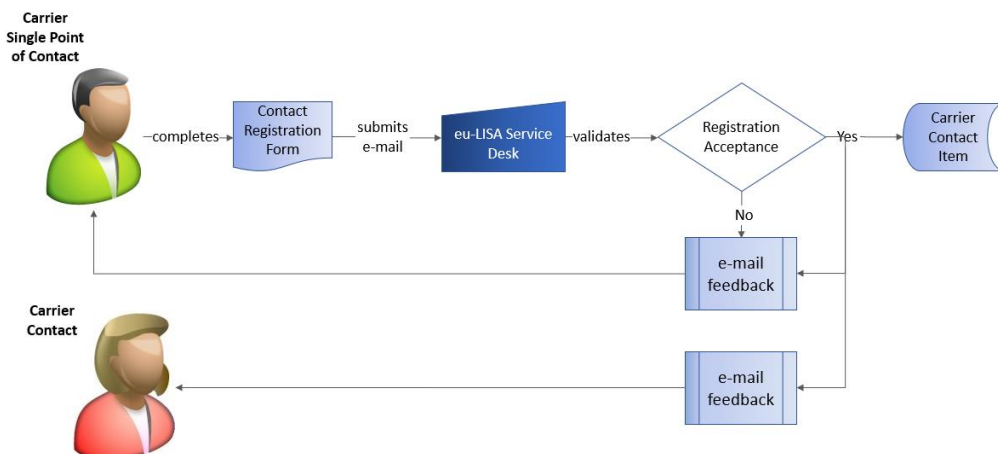 Carrier
Single Point
of Contact
completes
Contact
Registration
Form
submits
e-mail
eu-LISA Service
Desk
validates
Registration
Acceptance
Yes
Carrier
Contact
Item
No
e-mail
feedback
Carrier
Contact
e-mail
feedback